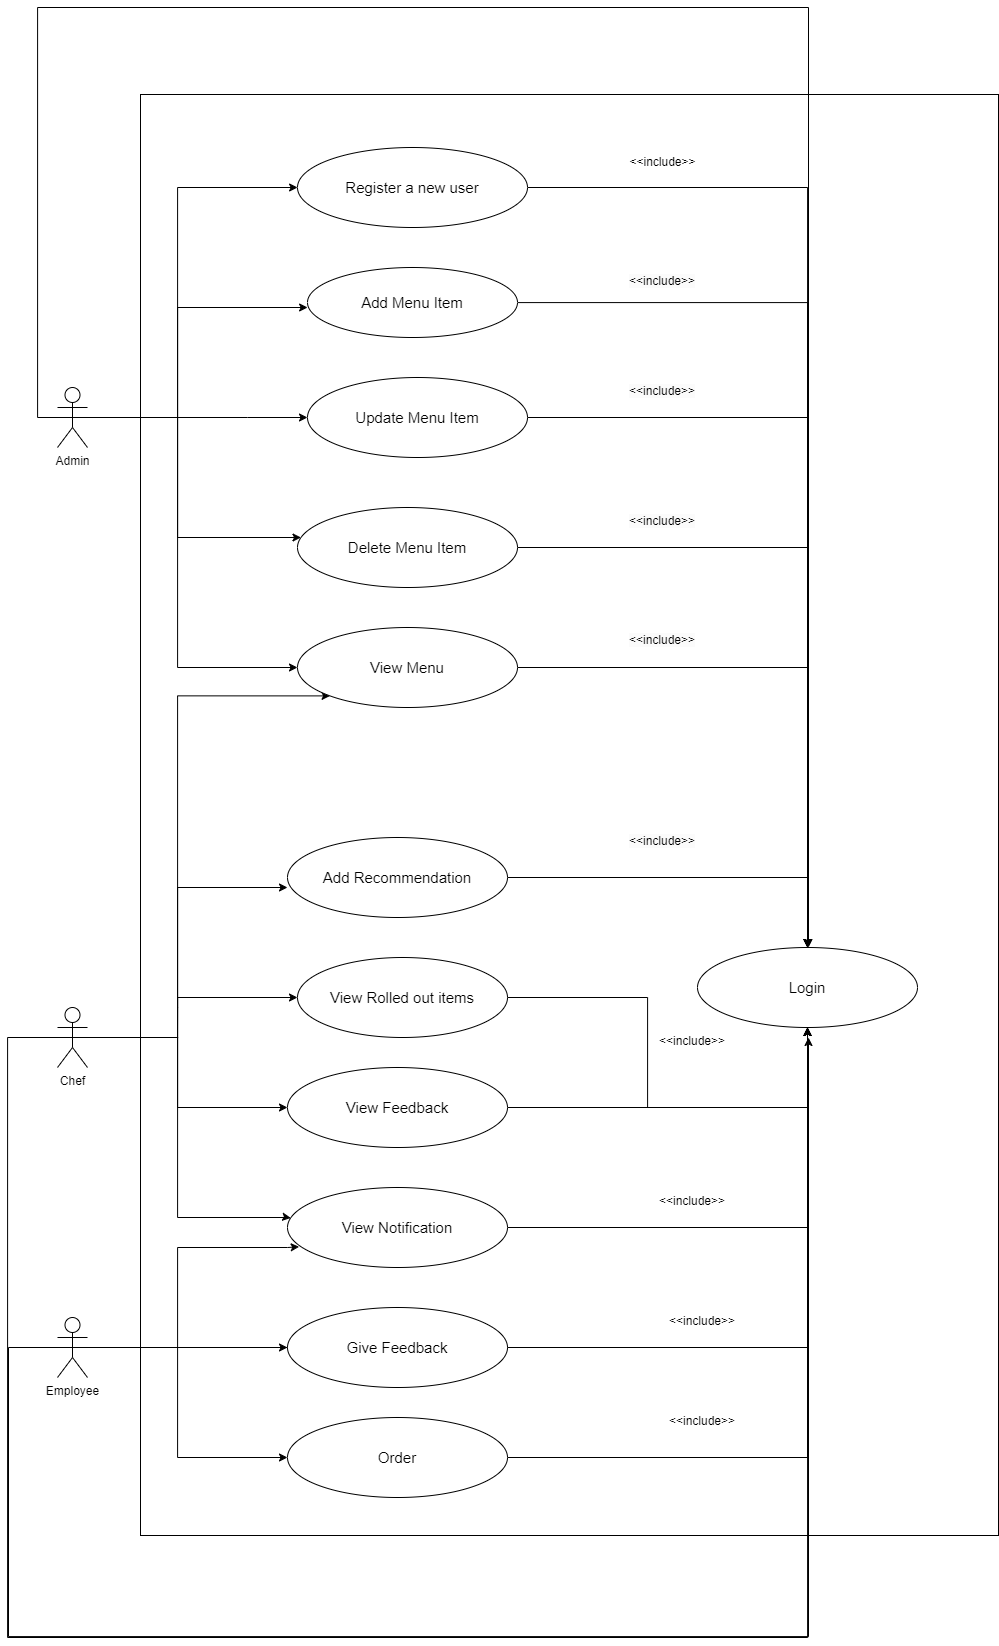 <<include>>
Register a new user
<<include>>
Add Menu Item
<<include>>
Update Menu Item
Admin
<<include>>
Delete Menu Item
<<include>>
View Menu
<<include>>
Add Recommendation
View Rolled out items
Login
<<include>>
Chef
View Feedback
<<include>>
View Notification
<<include>>
Give Feedback
Employee
<<include>>
Order